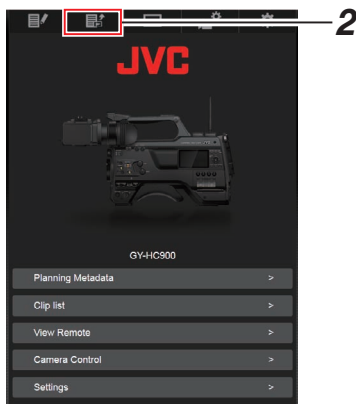 2
JVC
GY-HC900
Planning Metadata >
Clip list >
View Remote >
Camera Control >
Settings >